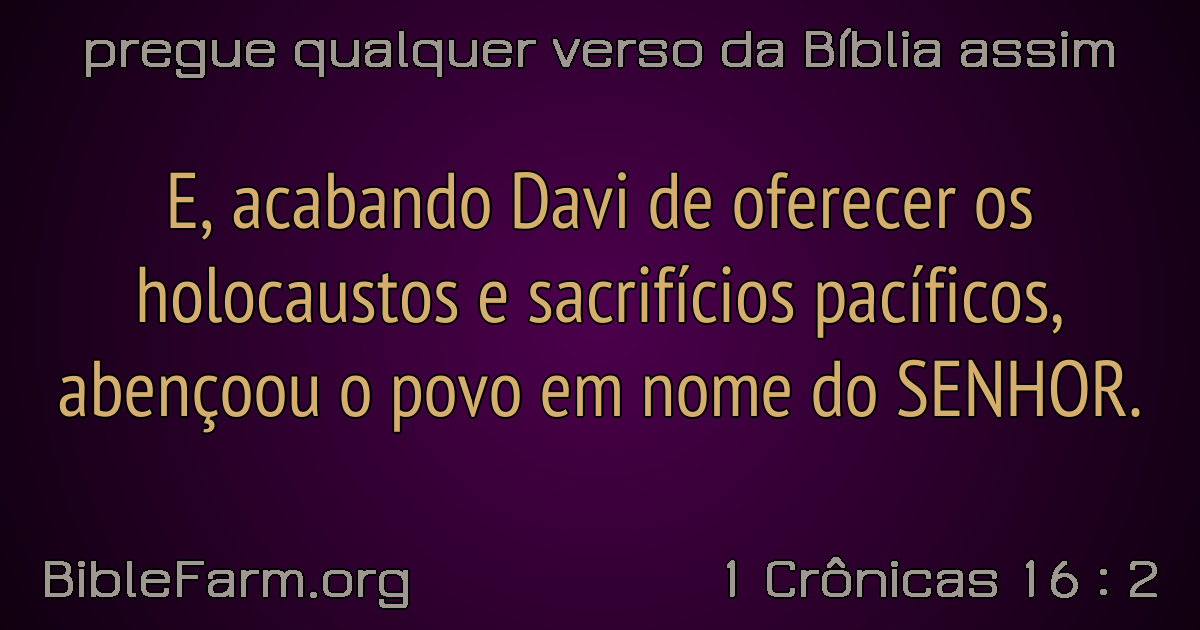 pregue qualquer verso da Bíblia assim
E, acabando Davi de oferecer os
holocaustos e sacrifícios pacíficos,
abençoou o povo em nome do SENHOR.
BibleFarm.org
1 Crônicas 16 : 2